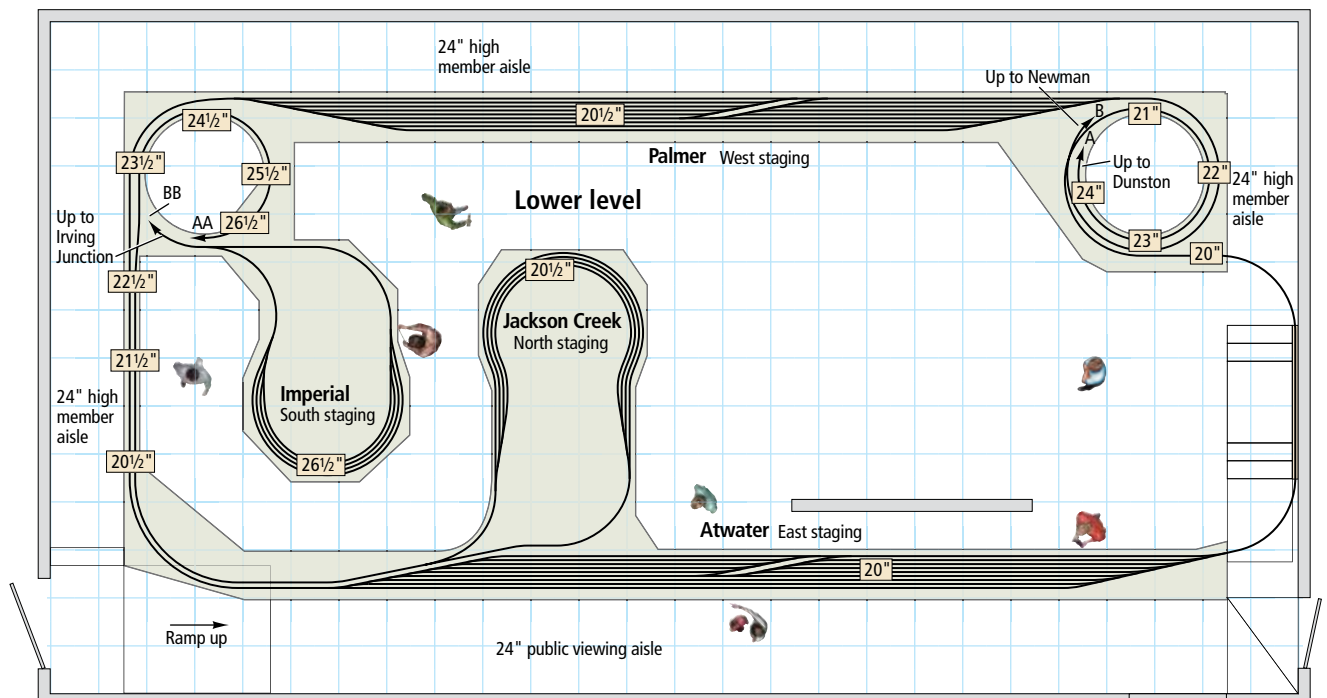 24" high
member aisle
Up to Newman
24½"
20½"
B
21"
A
23½"
Palmer West staging
Up to
Dunston
22"
24" high
member
aisle
25½"
BB
24"
Lower level
AA
26½"
Up to
Irving
Junction
23"
20"
22½"
20½"
Jackson Creek
North staging
21½"
24" high
member
aisle
Imperial
South staging
20½"
26½"
Atwater East staging
20"
Ramp up
24" public viewing aisle